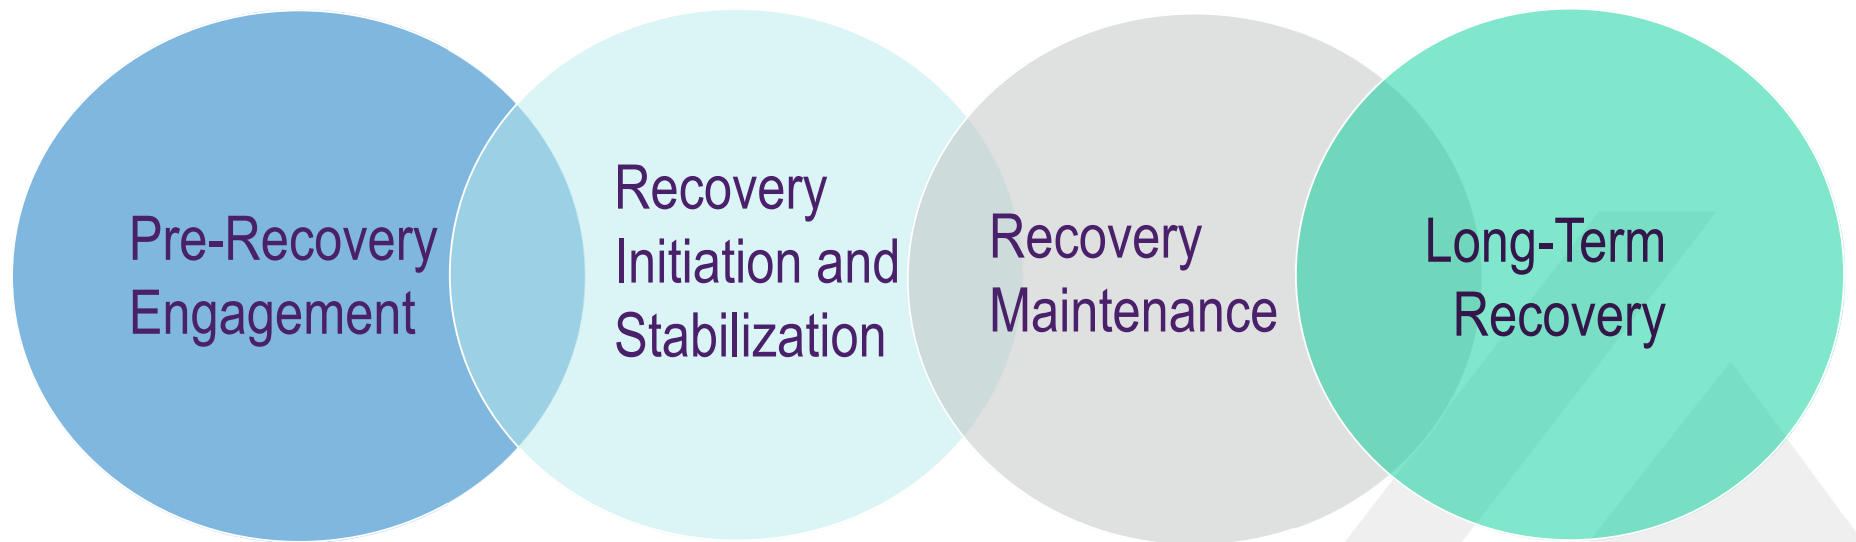 Pre-Recovery
Engagement
Recovery
Initiation and
Stabilization
Recovery
Maintenance
Long-Term
Recovery